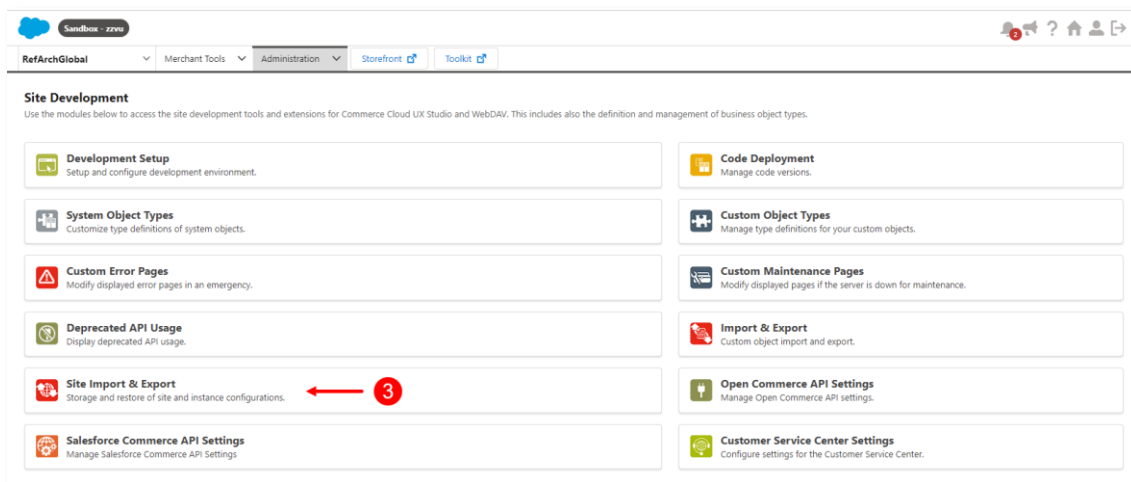 Sandbox - zzvu
2
RefArchGlobal Merchant Tools Administration Storefront Toolkit
Site Development
Use the modules below to access the site development tools and extensions for Commerce Cloud UX Studio and WebDAV. This includes also the definition and management of business object types.
Development Setup
Setup and configure development environment.
Code Deployment
Manage code versions.
System Object Types
Customize type definitions of system objects.
Custom Object Types
Manage type definitions for your custom objects.
Custom Error Pages
Modify displayed error pages in an emergency.
Custom Maintenance Pages
Modify displayed pages if the server is down for maintenance.
Deprecated API Usage
Display deprecated API usage.
Import & Export
Custom object import and export.
Site Import & Export
Storage and restore of site and instance configurations.
3
Open Commerce API Settings
Manage Open Commerce API settings.
Salesforce Commerce API Settings
Manage Salesforce Commerce API Settings
Customer Service Center Settings
Configure settings for the Customer Service Center.